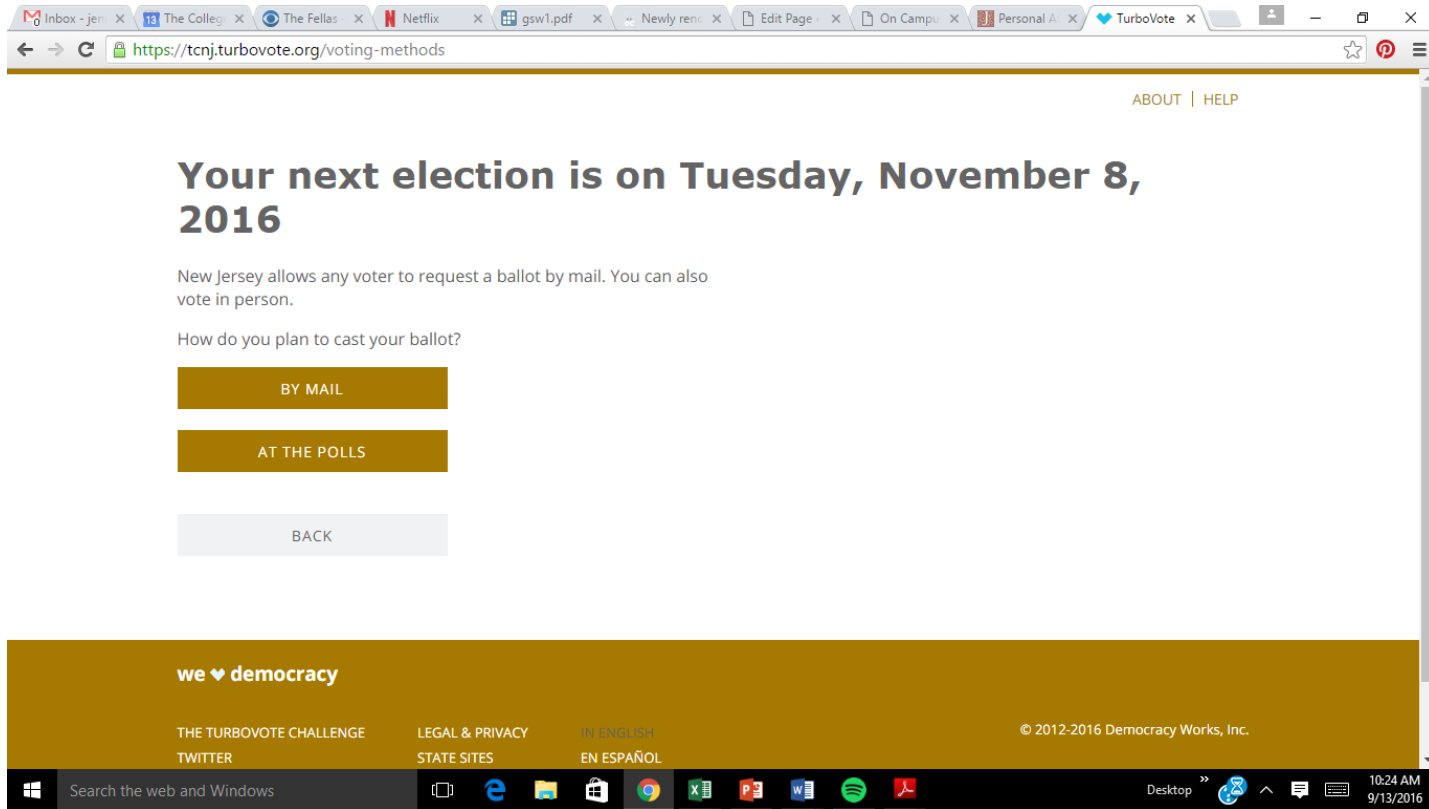 Inbox - jen
13 The Colleg
The Fellas -
Netflix
gsw1.pdf
Newly reno
Edit Page
On Campu
Personal A
TurboVote
https://tcnj.turbovote.org/voting-methods
ABOUT | HELP
Your next election is on Tuesday, November 8,
2016
New Jersey allows any voter to request a ballot by mail. You can also
vote in person.
How do you plan to cast your ballot?
BY MAIL
AT THE POLLS
BACK
we democracy
THE TURBOVOTE CHALLENGE
LEGAL & PRIVACY
IN ENGLISH
© 2012-2016 Democracy Works, Inc.
TWITTER
STATE SITES
EN ESPAÑOL
Search the web and Windows
Desktop
10:24 AM
9/13/2016